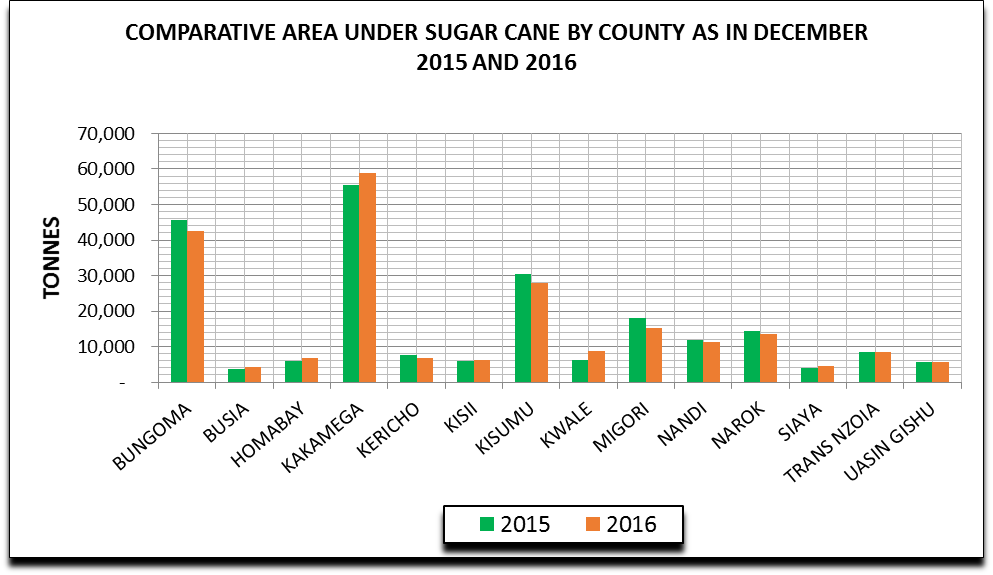 COMPARATIVE AREA UNDER SUGAR CANE BY COUNTY AS IN DECEMBER
2015 AND 2016
TONNES
70,000
60,000
50,000
40,000
30,000
20,000
10,000
-
BUNGOMA
BUSIA
HOMABAY
KAKAMEGA
KERICHO
KISII
KISUMU
KWALE
MIGORI
NANDI
NAROK
SIAYA
TRANS NZOIA
UASIN GISHU
2015 2016